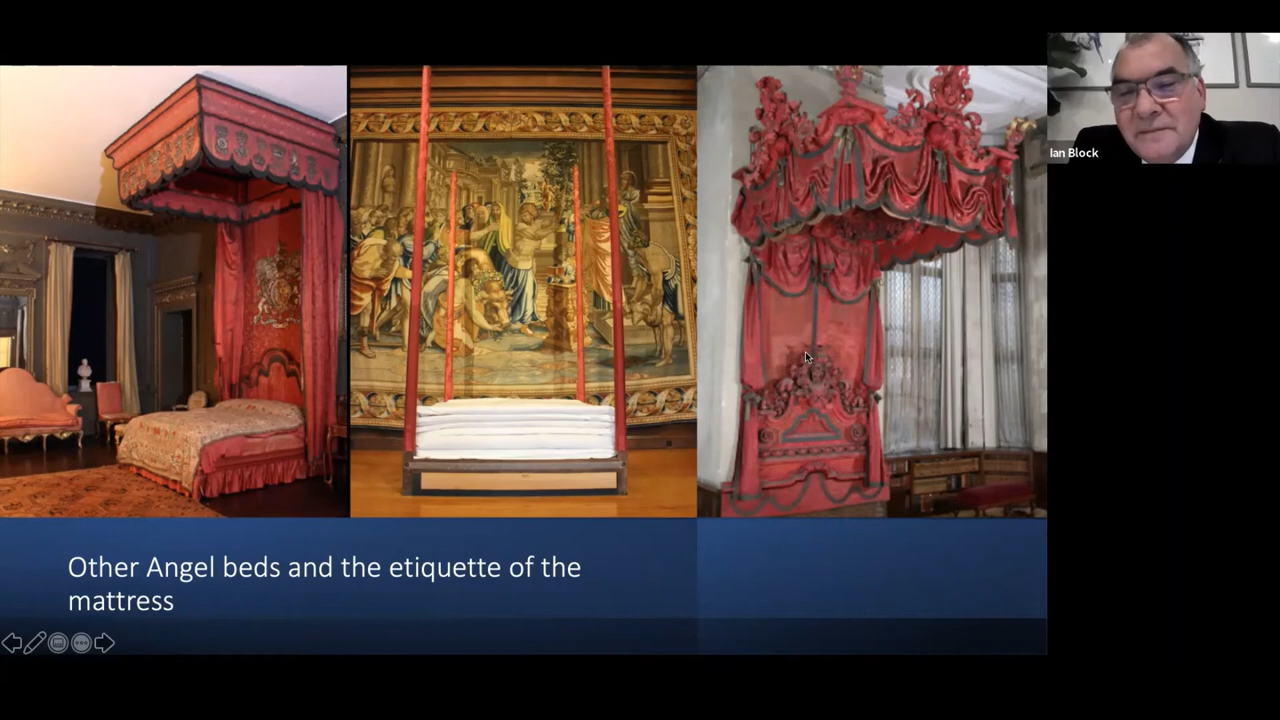 Ian Block
Other Angel beds and the etiquette of the
mattress